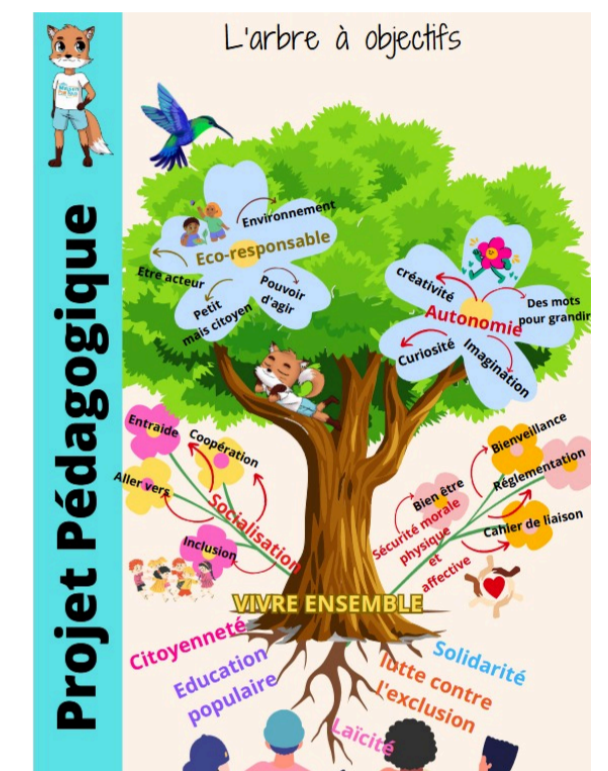 L'arbre à objectifs
Projet Pédagogique
Environnement
Eco-responsable
Etre acteur
Petit
mais citoyen
Pouvoir
d'agir
créativité
Des mots
pour grandir
Autonomie
Curiosité
Imagination
Entraide
Coopération
Aller vers
Socialisation
Inclusion
Bienveillance
Réglementation
Bien être
Cahier de liaison
Sécurité morale
physique
et
affective
VIVRE ENSEMBLE
Citoyenneté
Education
populaire
Solidarité
lutte contre
l'exclusion
Laïcité